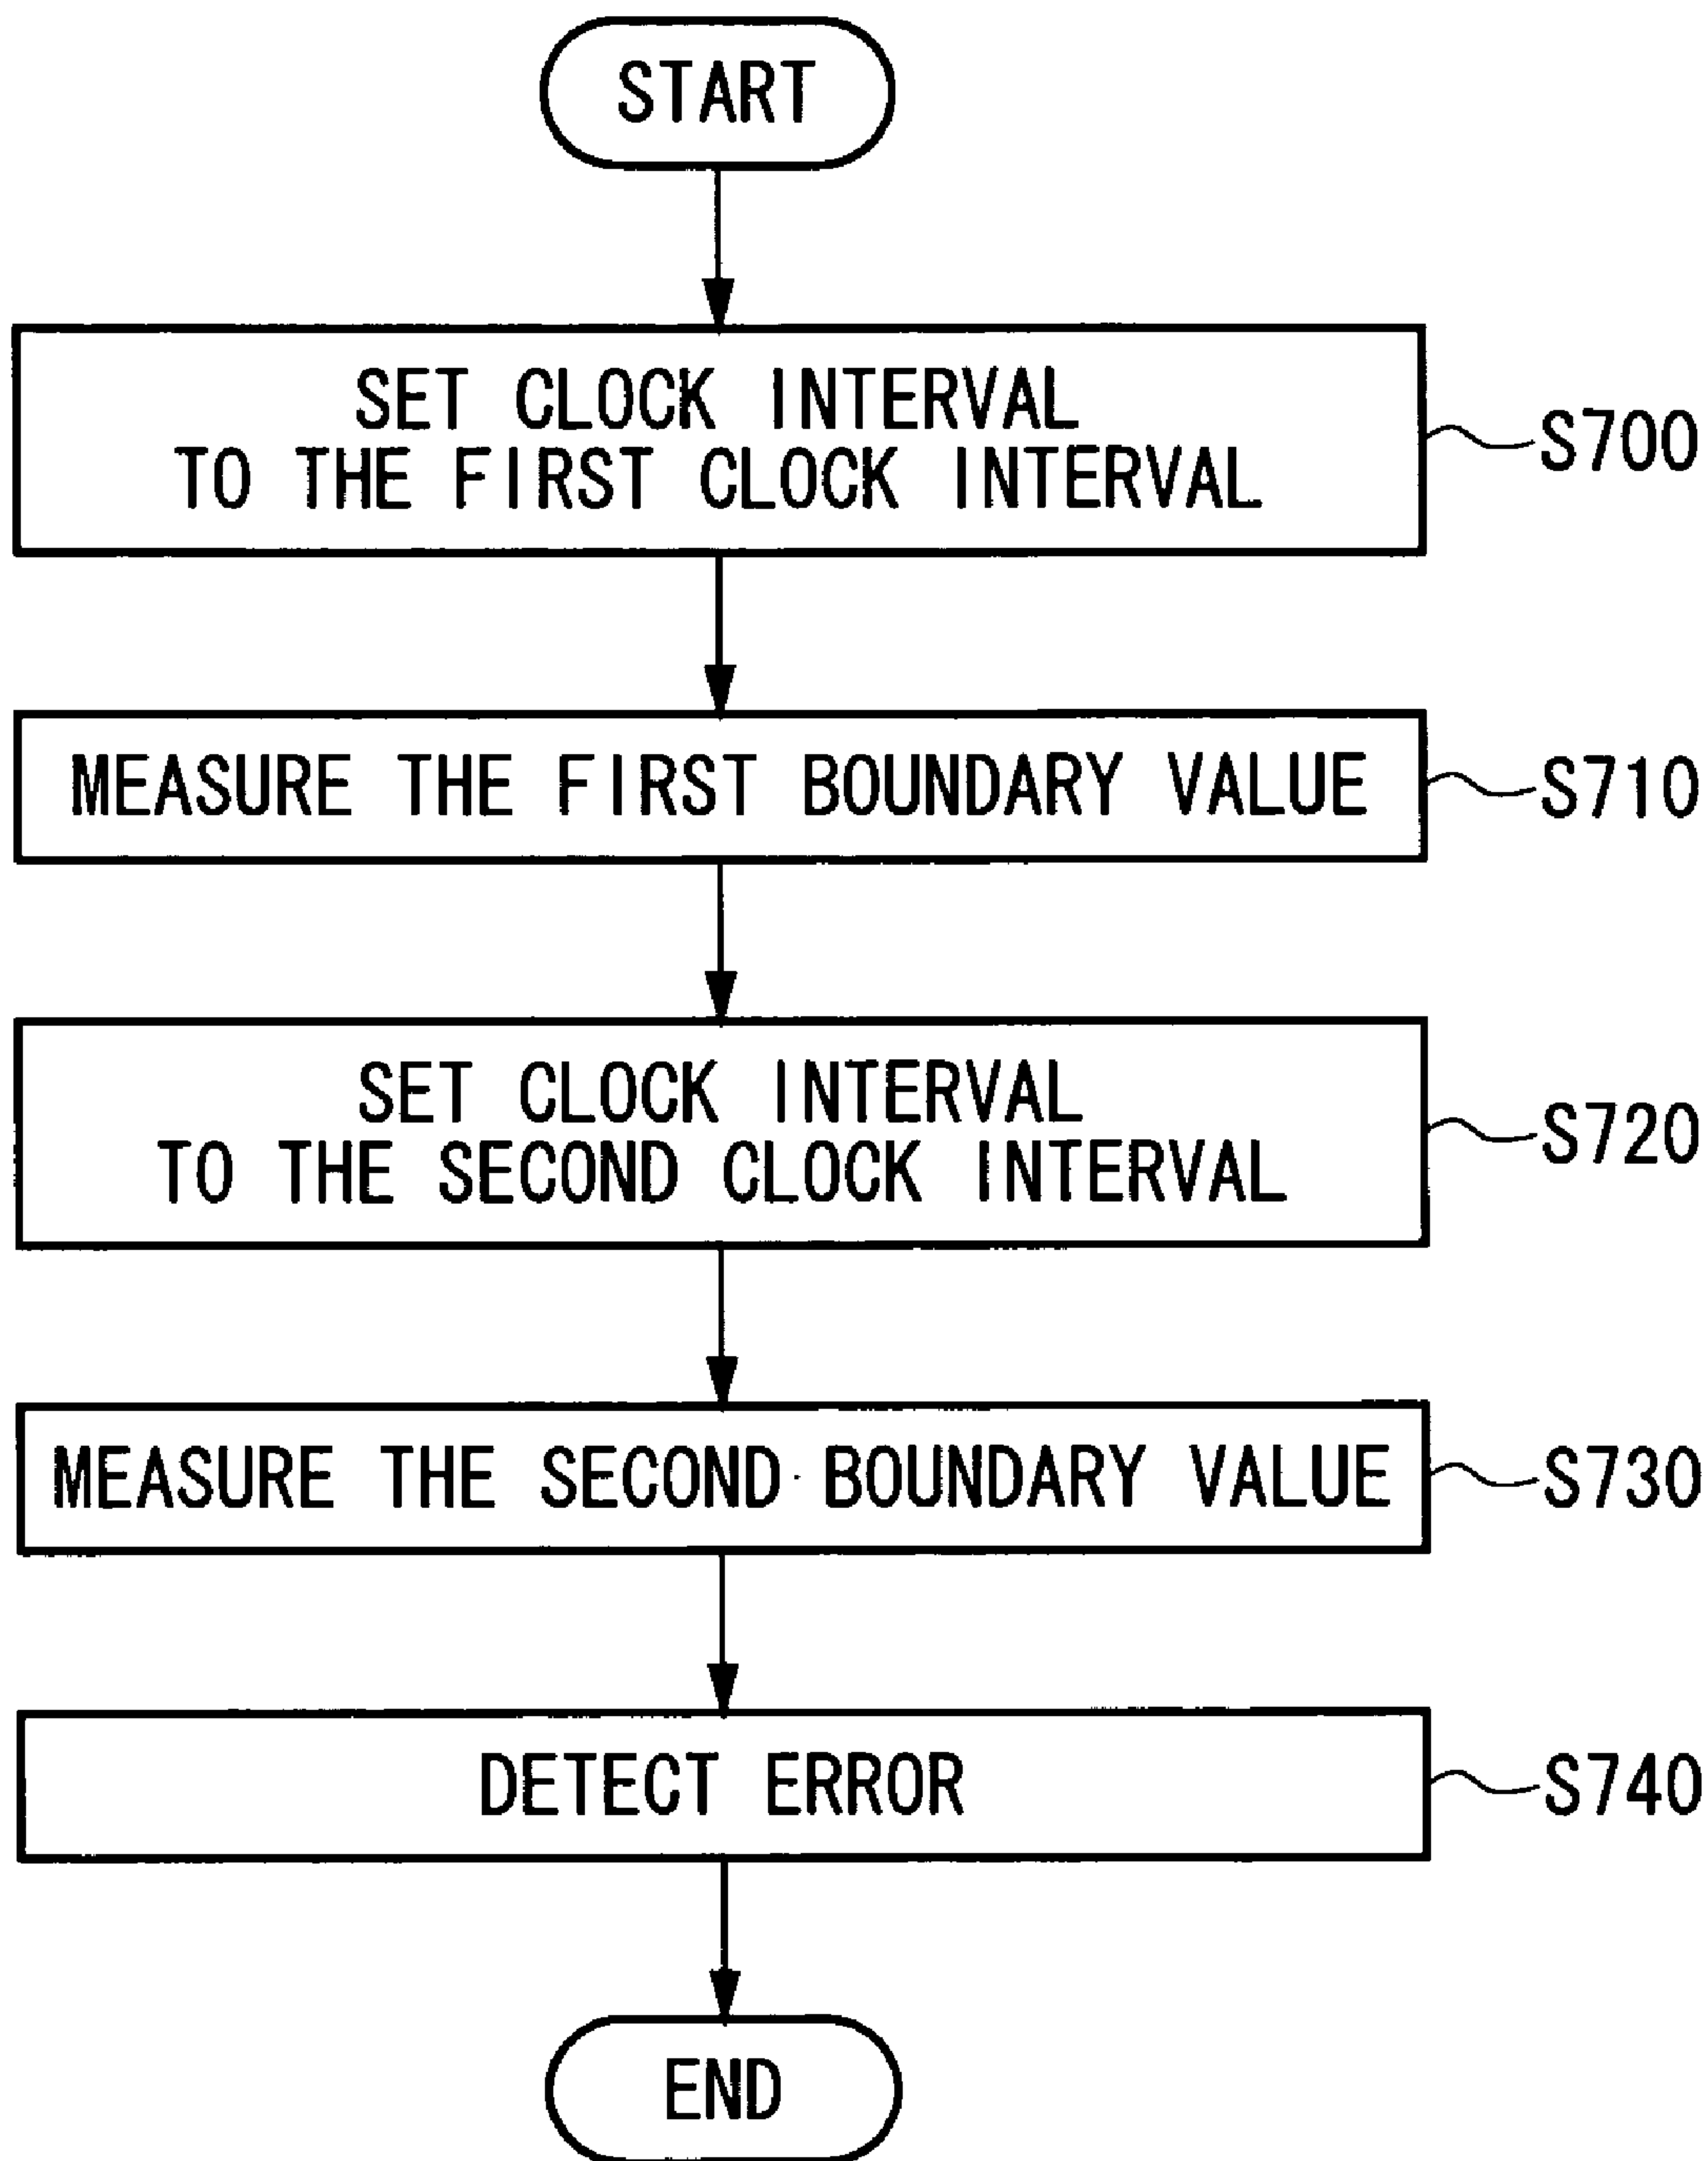 START
SET CLOCK INTERVAL
TO THE FIRST CLOCK INTERVAL
S700
MEASURE THE FIRST BOUNDARY VALUE
S710
SET CLOCK INTERVAL
TO THE SECOND CLOCK INTERVAL
S720
MEASURE THE SECOND BOUNDARY VALUE
S730
DETECT ERROR
S740
END